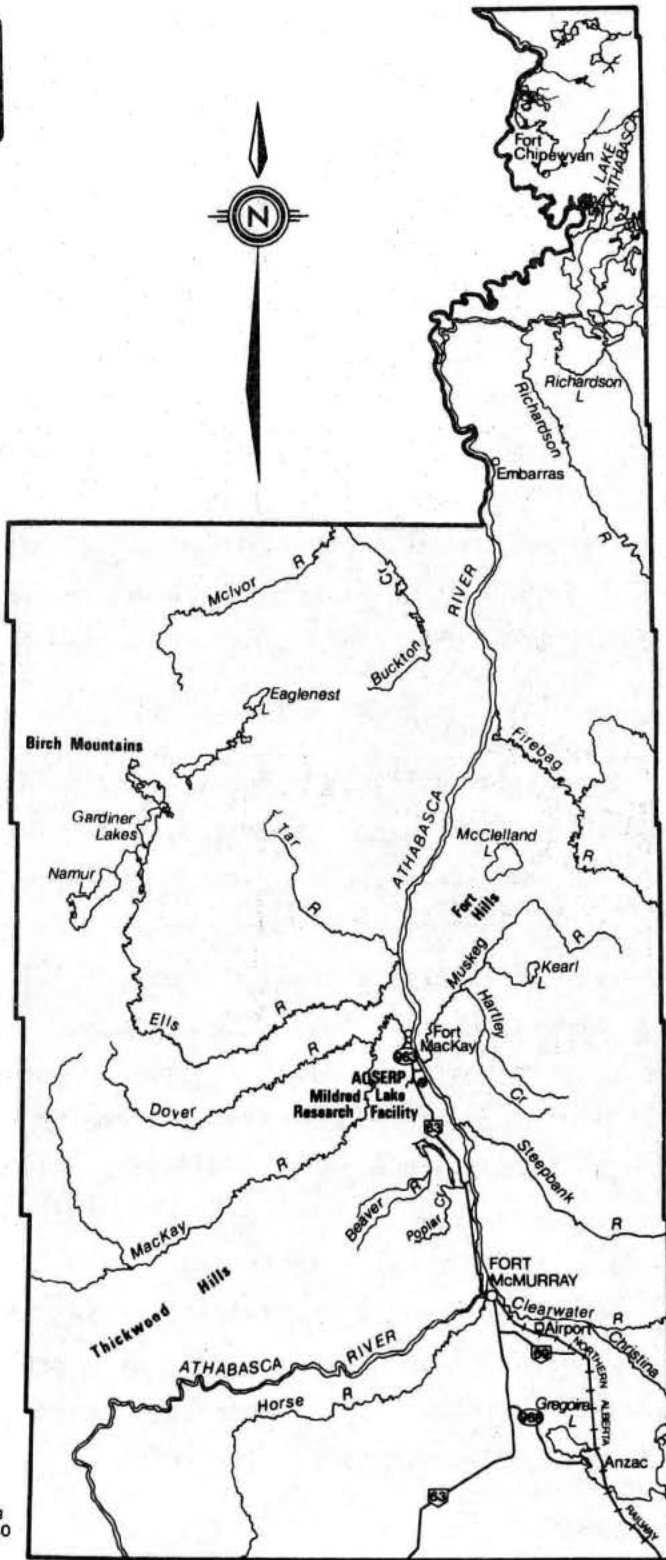 N
Fort
Chipewyan
LAKE
ATHABASCA
Richardson
L
Richardson
R
Embarras
RIVER
McIvor R
Cr
Buckton
Eaglenest
L
Birch Mountains
Firebag
R
Gardiner
Lakes
Tar
R
ATHABASCA
McClelland
L
Namur
L
Fort
Hills
Muskeg
R
Kearl
L
Hartley
Cr
Ells
R
Fort
MacKay
963
AOSERP
Mildred Lake
Research Facility
Dover
R
63
Steepbank
R
MacKay
R
Beaver R
Poplar Cr
Thickwood Hills
FORT
McMURRAY
Clearwater R
Airport
Christina
69
NORTHERN ALBERTA RAILWAY
ATHABASCA RIVER
Horse R
Gregoire
L
Anzac
63